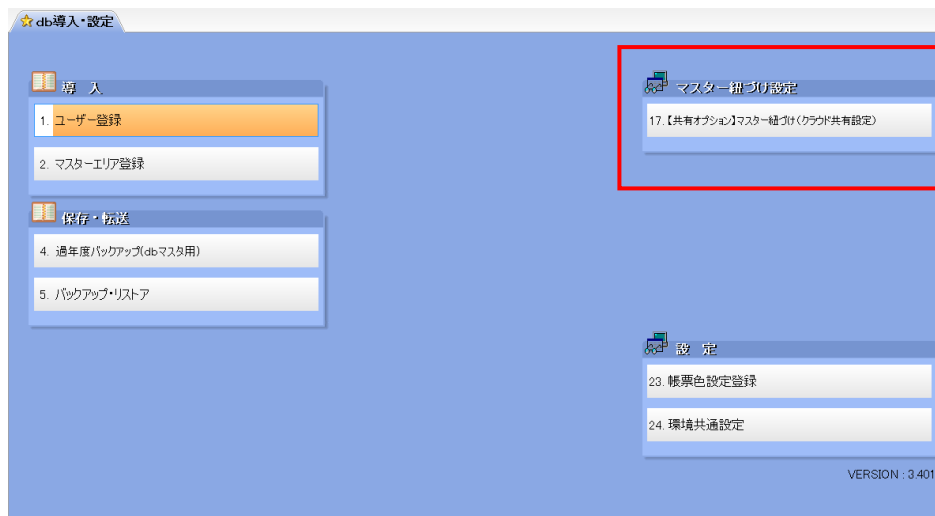 db導入・設定
導 入
1. ユーザー登録
2. マスターエリア登録
保存・転送
4. 過年度バックアップ(dbマスタ用)
5. バックアップ・リストア
マスター紐づけ設定
17.【共有オプション】マスター紐づけ(クラウド共有設定)
設 定
23. 帳票色設定登録
24. 環境共通設定
VERSION : 3.401